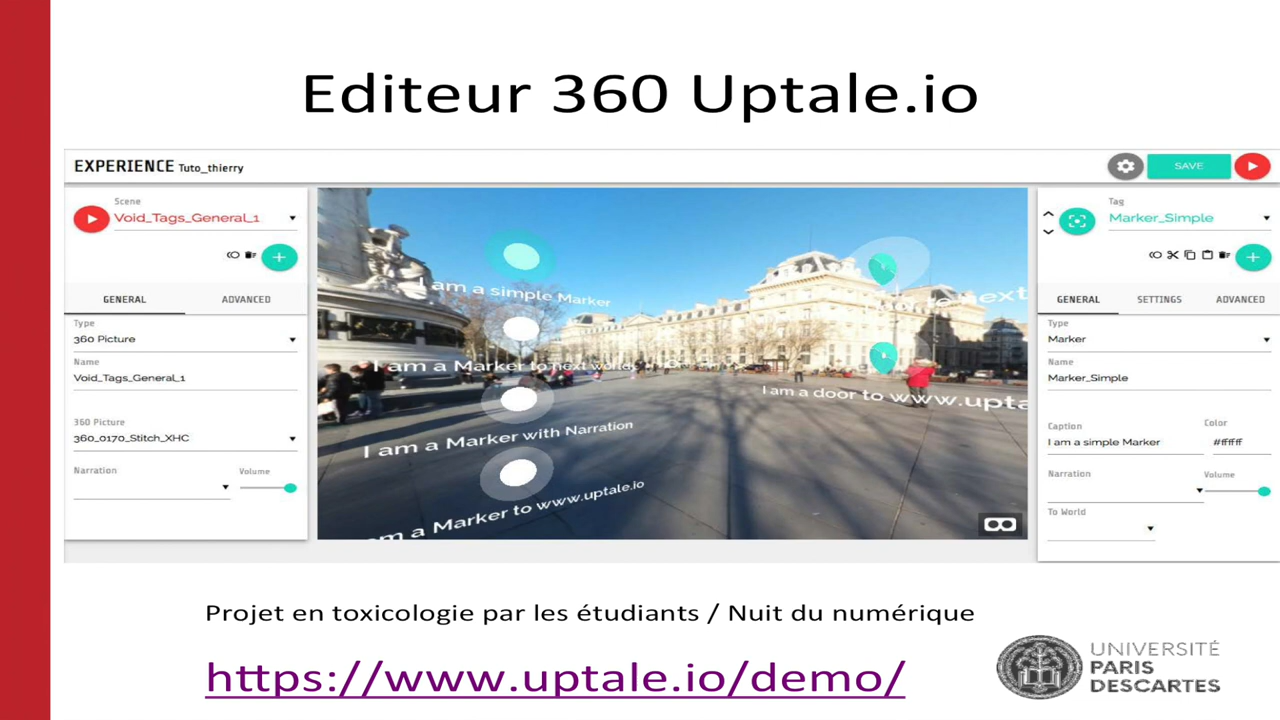 Editeur 360 Uptale.io
EXPERIENCE Tuto_thierry
SAVE
Scene
Void_Tags_General_1
GENERAL
ADVANCED
Type
360 Picture
Name
Void_Tags_General_1
360 Picture
360_0170_Stitch_XHC
Narration
Volume
I am a simple Marker
I am a Marker to next world
I am a Marker with Narration
am a Marker to www.uptale.io
to next
I am a door to www.upta
Tag
Marker_Simple
GENERAL
SETTINGS
ADVANCED
Type
Marker
Name
Marker_Simple
Caption
Color
I am a simple Marker
#ffffff
Narration
Volume
To World
Projet en toxicologie par les étudiants / Nuit du numérique
https://www.uptale.io/demo/
UNIVERSITÉ
PARIS
DESCARTES